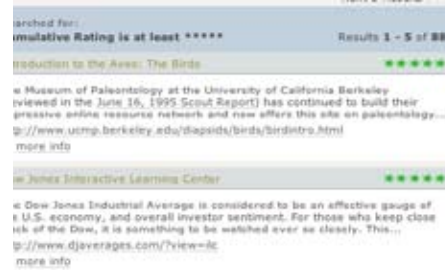 arched for:
mulative Rating is at least *****
Results 1 - 5 of 88
roduction to the Aves: The Birds
e Museum of Paleontology at the University of California Berkeley
viewed in the June 16, 1995 Scout Report) has continued to build their
pressive online resource network and now offers this site on paleontology...
p://www.ucmp.berkeley.edu/diapsids/birds/birdintro.html
more info
w Jones Interactive Learning Center
e Dow Jones Industrial Average is considered to be an effective gauge of
e U.S. economy, and overall investor sentiment. For those who keep close
ck of the Dow, it is something to be watched ever so closely. This...
p://www.djaverages.com/?view=ilc
more info